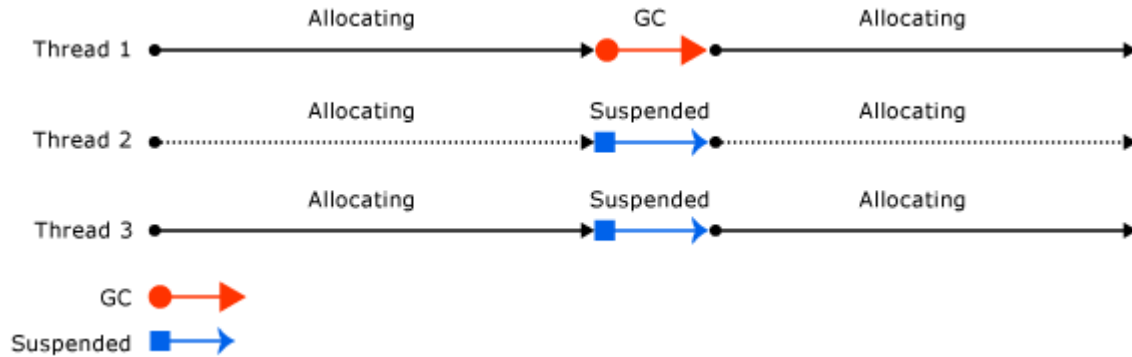 Allocating GC Allocating
Thread 1
Allocating Suspended Allocating
Thread 2
Allocating Suspended Allocating
Thread 3
GC
Suspended